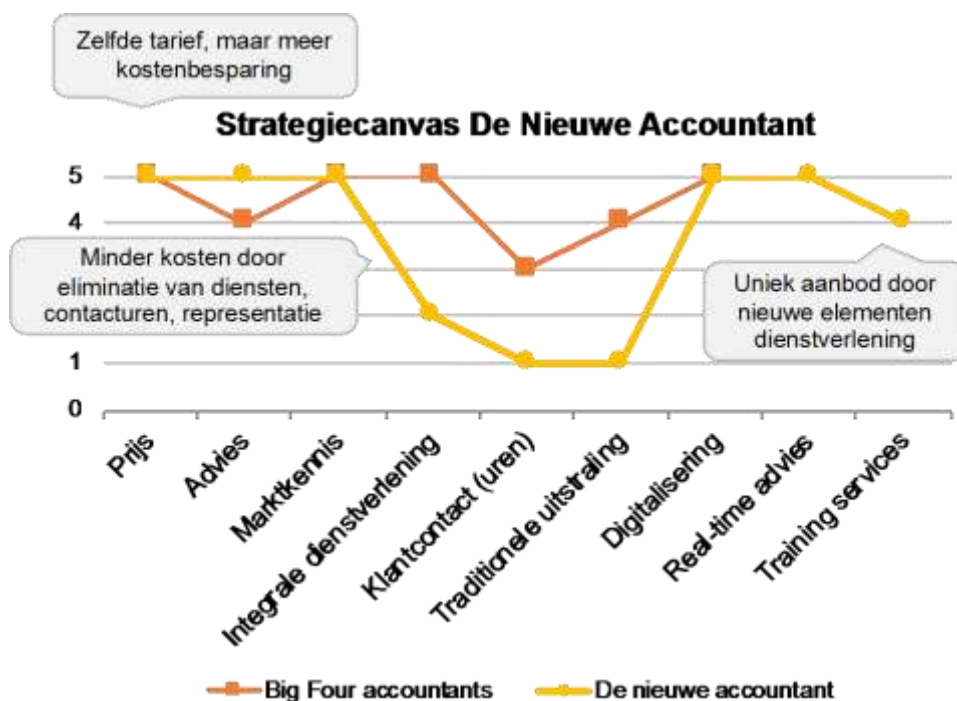 Zelfde tarief, maar meer
kostenbesparing
Strategiecanvas De Nieuwe Accountant
5
4
Minder kosten door
eliminatie van diensten,
contacturen, representatie
Uniek aanbod door
nieuwe elementen
dienstverlening
1
0
Prijs
Advies
Marktkennis
Integrale dienstverlening
Klantcontact (uren)
Traditionele uitstraling
Digitalisering
Real-time advies
Training services
Big Four accountants
De nieuwe accountant